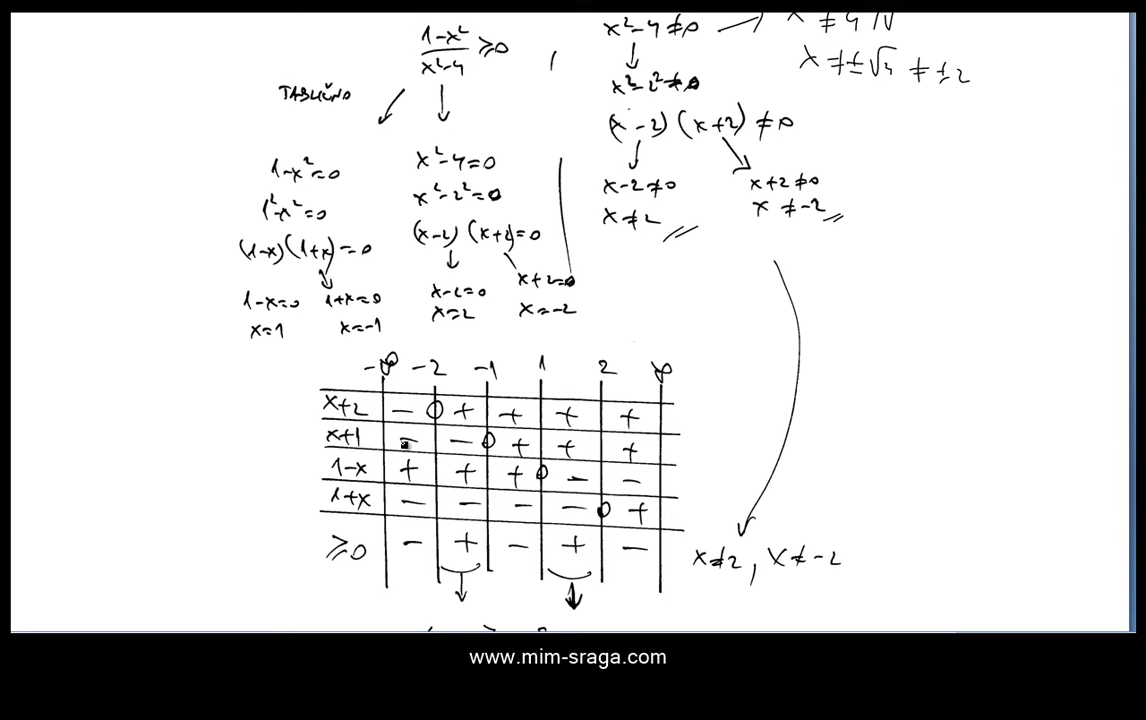 1-x²/x²-4 ≥0
x²-4≠0
x ≠ ±√4 ≠ ±2
x²-2²≠0
TABLIČNO
(x-2) (x+2) ≠0
1-x²=0
x²-4=0
x-2≠0
x+2≠0
1²-x²=0
x²-2²=0
x≠2
x ≠-2
(1-x)(1+x)=0
(x-2) (x+2)=0
1-x=0
1+x=0
x-2=0
x+2=0
x=1
x=-1
x=2
x=-2
-∞ -2 -1 1 2 ∞
x+2 - 0 + + + +
x+1 - - 0 + + +
1-x + + + 0 - -
1+x - - - - 0 +
≥0 - + - + -
x≠2, x≠-2
www.mim-sraga.com